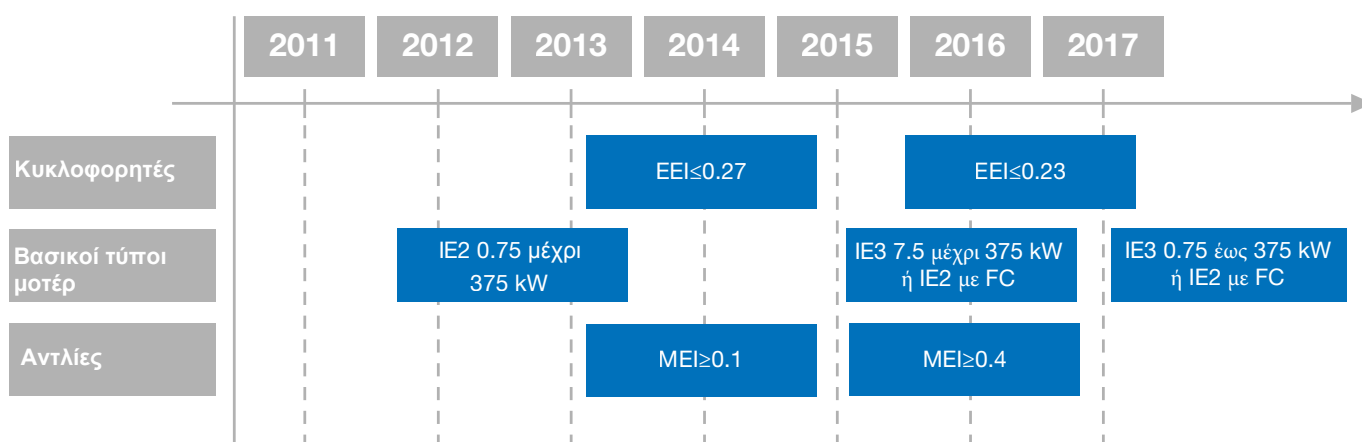 2011 2012 2013 2014 2015 2016 2017
Κυκλοφορητές
EEI≤0.27
EEI≤0.23
Βασικοί τύποι
μοτέρ
IE2 0.75 μέχρι
375 kW
IE3 7.5 μέχρι 375 kW
ή IE2 με FC
IE3 0.75 έως 375 kW
ή IE2 με FC
Αντλίες
MEI≥0.1
MEI≥0.4